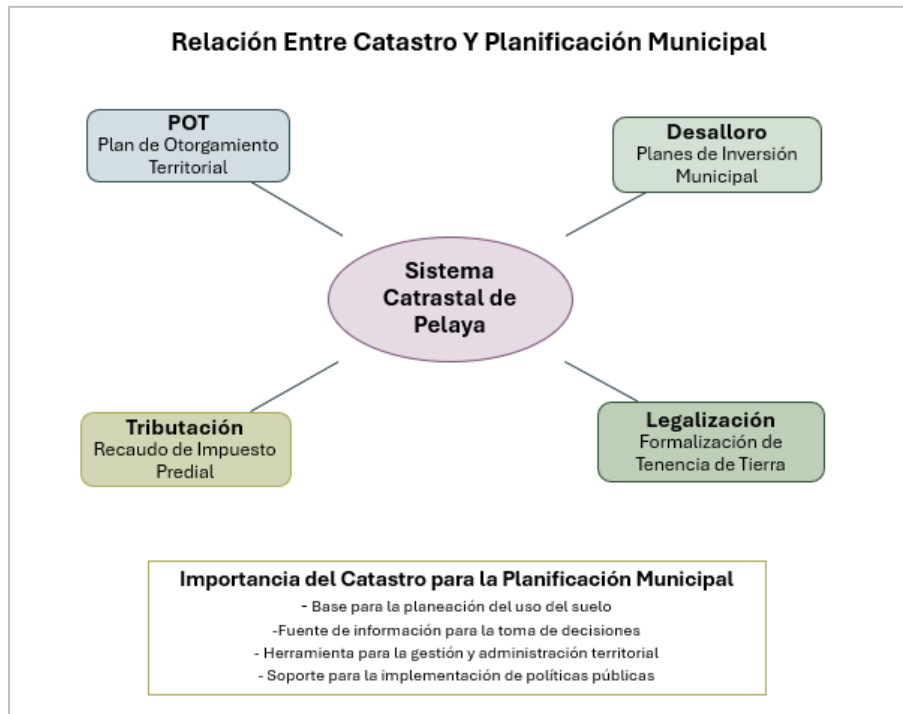 Relación Entre Catastro Y Planificación Municipal
POT
Plan de Otorgamiento
Territorial
Desalloro
Planes de Inversión
Municipal
Sistema
Catrastal de
Pelaya
Tributación
Recaudo de Impuesto
Predial
Legalización
Formalización de
Tenencia de Tierra
Importancia del Catastro para la Planificación Municipal
- Base para la planeación del uso del suelo
-Fuente de información para la toma de decisiones
- Herramienta para la gestión y administración territorial
- Soporte para la implementación de políticas públicas